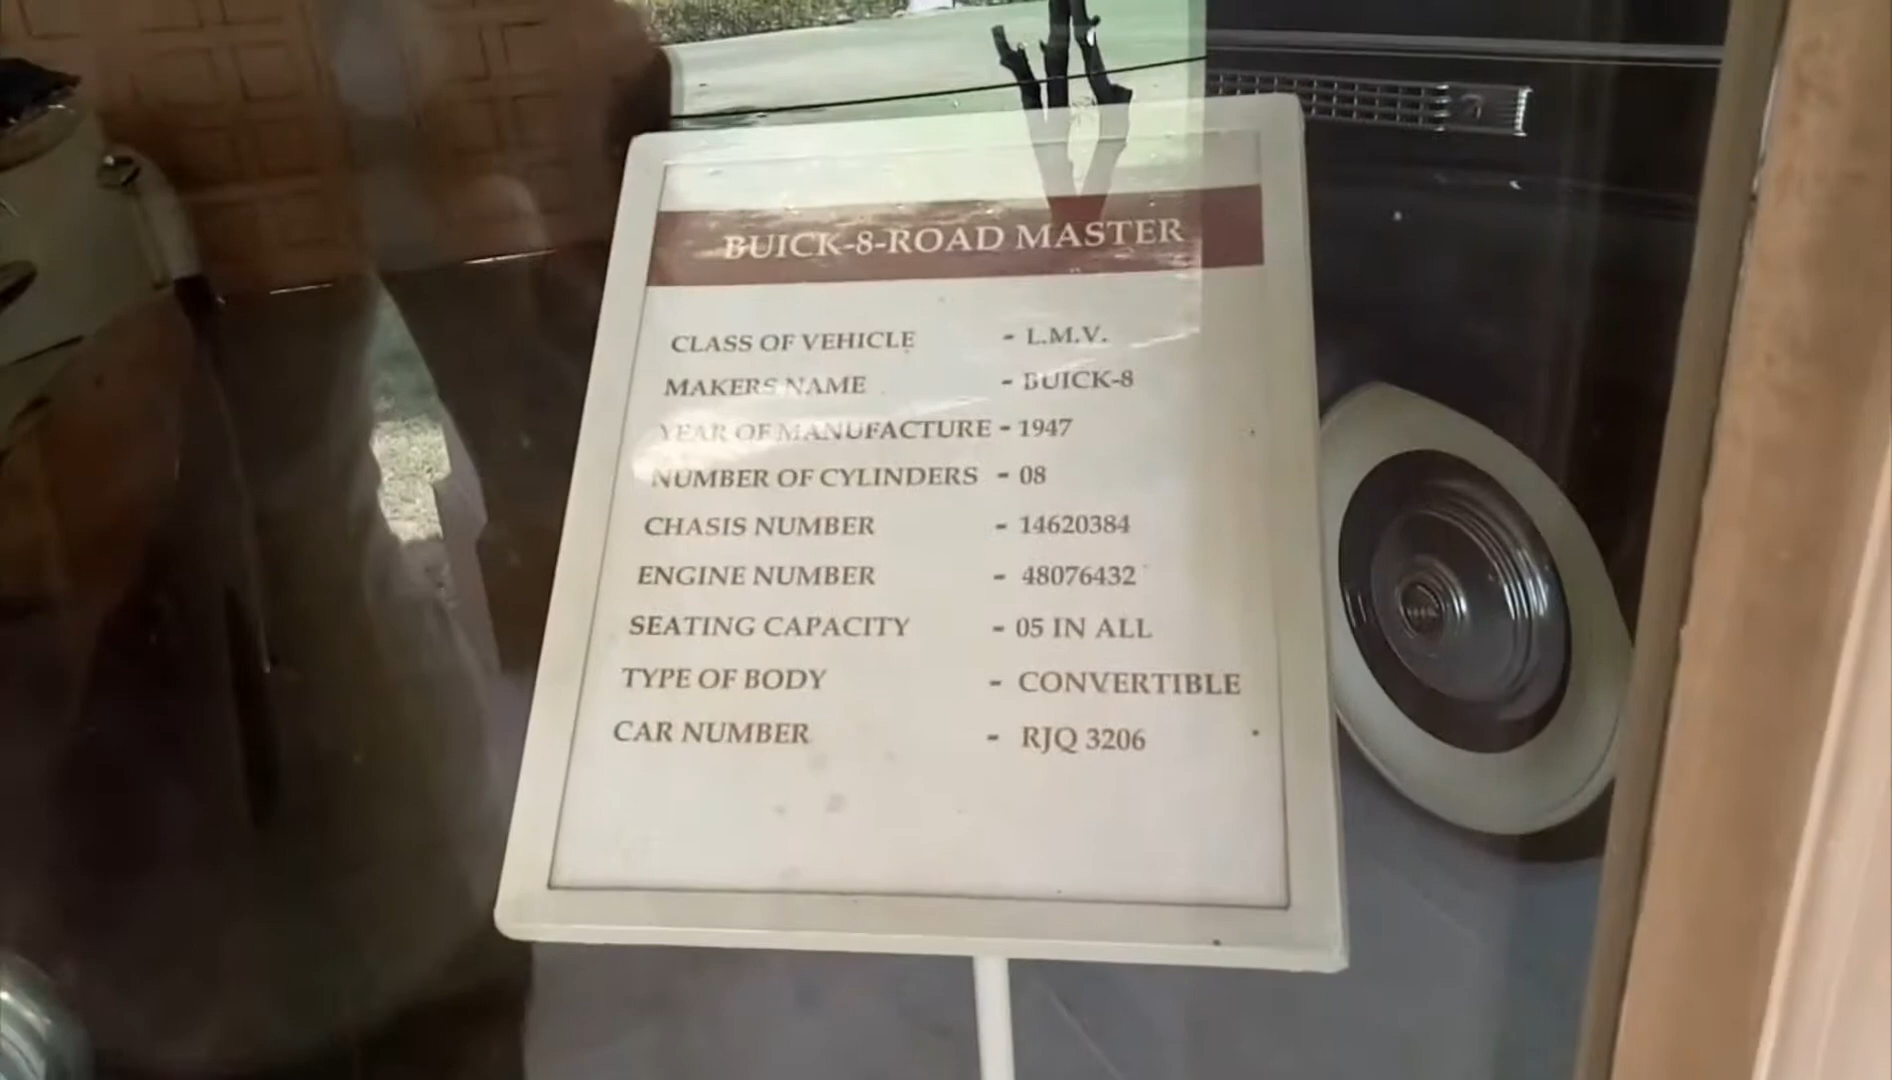 BUICK-8-ROAD MASTER
CLASS OF VEHICLE - L.M.V.
MAKERS NAME - BUICK-8
YEAR OF MANUFACTURE - 1947
NUMBER OF CYLINDERS - 08
CHASIS NUMBER - 14620384
ENGINE NUMBER - 48076432
SEATING CAPACITY - 05 IN ALL
TYPE OF BODY - CONVERTIBLE
CAR NUMBER - RJQ 3206